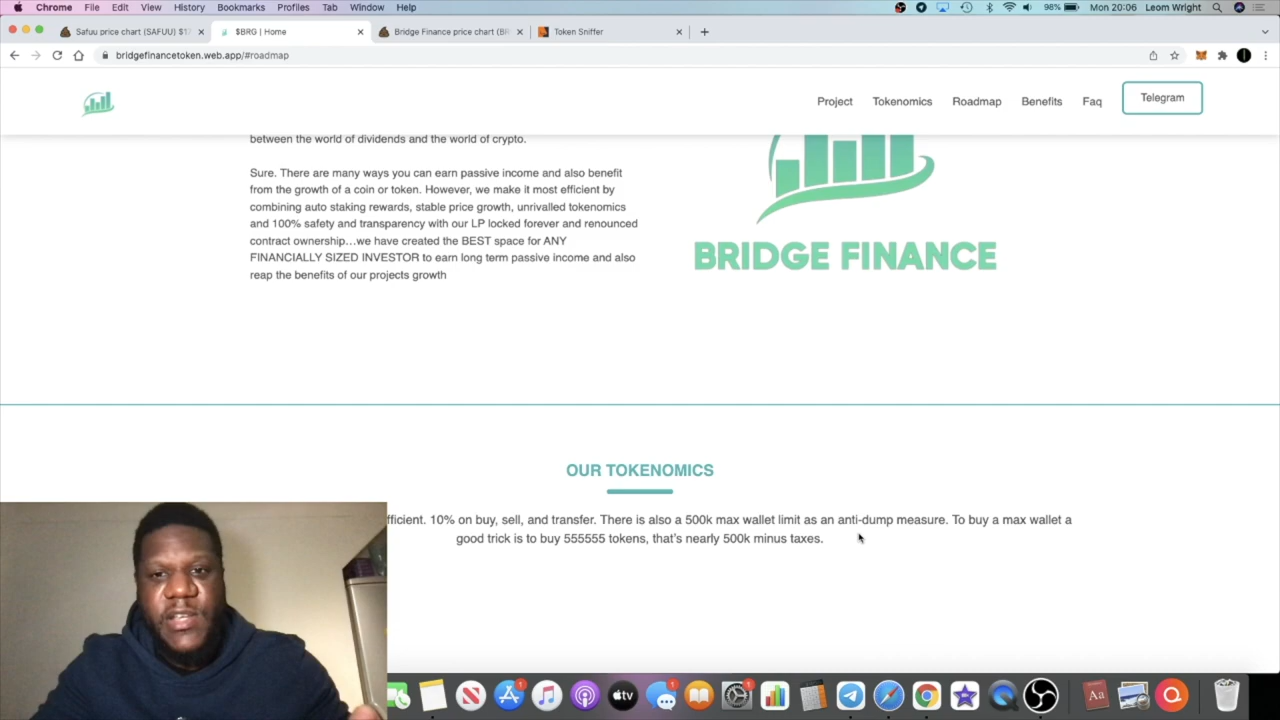 Chrome File Edit View History Bookmarks Profiles Tab Window Help 98% Mon 20:06 Leom Wright
Safuu price chart (SAFUU) $1 $BRG | Home Bridge Finance price chart (BR Token Sniffer
bridgefinancetoken.web.app/#roadmap
Project Tokenomics Roadmap Benefits Faq Telegram
between the world of dividends and the world of crypto.
Sure. There are many ways you can earn passive income and also benefit
from the growth of a coin or token. However, we make it most efficient by
combining auto staking rewards, stable price growth, unrivalled tokenomics
and 100% safety and transparency with our LP locked forever and renounced
contract ownership…we have created the BEST space for ANY
FINANCIALLY SIZED INVESTOR to earn long term passive income and also
reap the benefits of our projects growth
BRIDGE FINANCE
OUR TOKENOMICS
fficient. 10% on buy, sell, and transfer. There is also a 500k max wallet limit as an anti-dump measure. To buy a max wallet a
good trick is to buy 555555 tokens, that's nearly 500k minus taxes.
1 tv 1 1 Aa